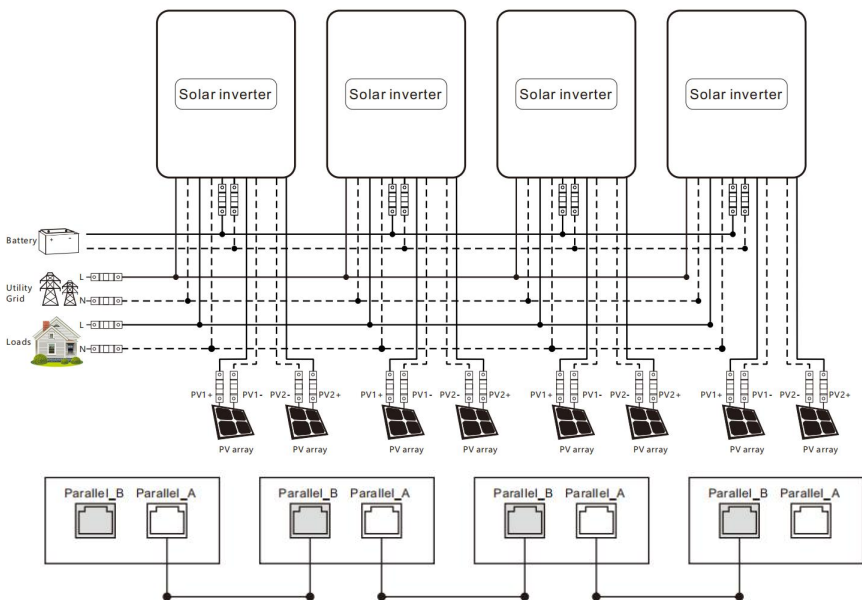 Solar inverter
Solar inverter
Solar inverter
Solar inverter
Battery
Utility
Grid
L
N
Loads
L
N
PV1+ PV1- PV2- PV2+ PV1+ PV1- PV2- PV2+ PV1+ PV1- PV2- PV2+ PV1+ PV1- PV2- PV2+
PV array PV array PV array PV array PV array PV array PV array PV array
Parallel_B Parallel_A Parallel_B Parallel_A Parallel_B Parallel_A Parallel_B Parallel_A